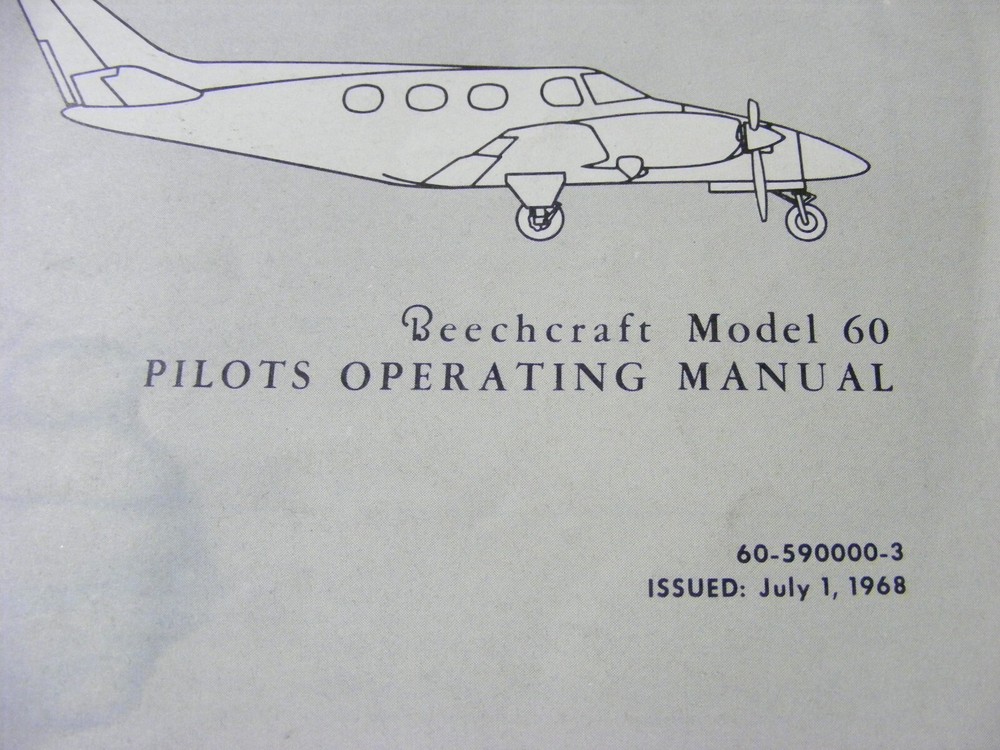 Beechcraft Model 60
PILOTS OPERATING MANUAL
60-590000-3
ISSUED: July 1, 1968